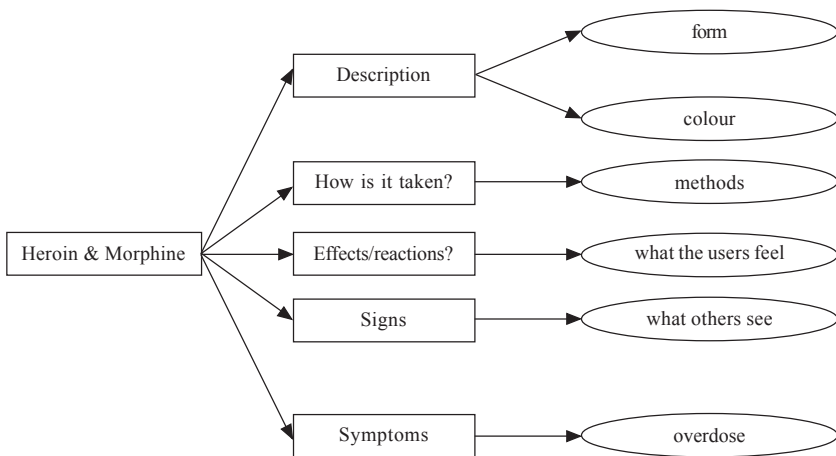 Heroin & Morphine
Description
form
colour
How is it taken?
methods
Effects/reactions?
what the users feel
Signs
what others see
Symptoms
overdose